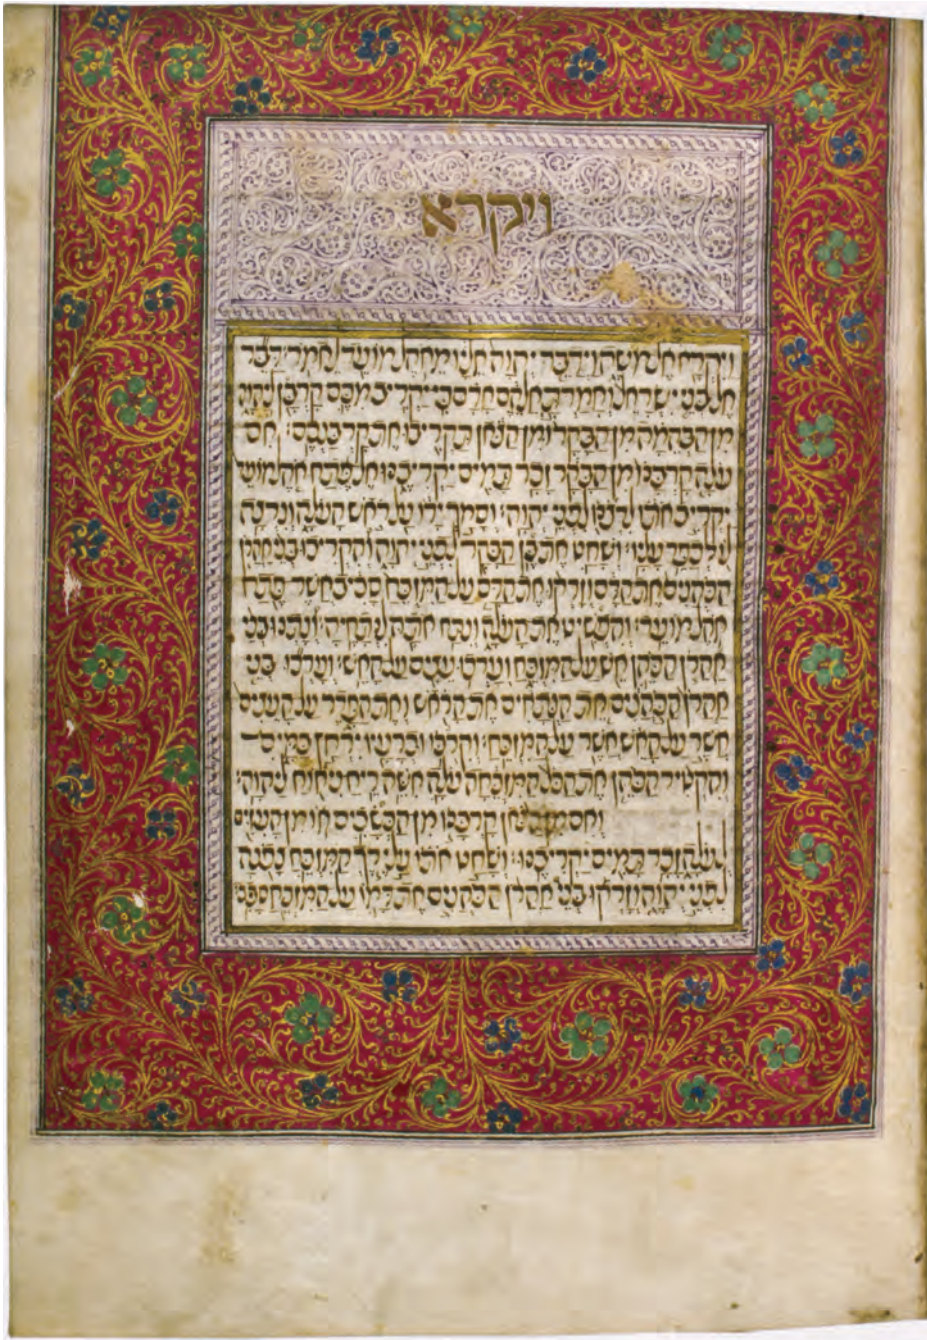 ויקרא
ויקרא אל משה וידבר יהוה אליו מאהל מועד לאמר׃ דבר
אל בני ישראל ואמרת אלהם אדם כי יקריב מכם קרבן ליהוה
מן הבהמה מן הבקר ומן הצאן תקריבו את קרבנכם׃ אם
עלה קרבנו מן הבקר זכר תמים יקריבנו אל פתח אהל מועד
יקריב אתו לרצנו לפני יהוה׃ וסמך ידו על ראש העלה ונרצה
לו לכפר עליו׃ ושחט את בן הבקר לפני יהוה והקריבו בני אהרן
הכהנים את הדם וזרקו את הדם על המזבח סביב אשר פתח
אהל מועד׃ והפשיט את העלה ונתח אתה לנתחיה׃ ונתנו בני
אהרן הכהן אש על המזבח וערכו עצים על האש׃ וערכו בני
אהרן הכהנים את הנתחים את הראש ואת הפדר על העצים
אשר על האש אשר על המזבח׃ וקרבו וכרעיו ירחץ במים
והקטיר הכהן את הכל המזבחה עלה אשה ריח ניחוח ליהוה׃
ואם מן הצאן קרבנו מן הכשבים או מן העזים
לעלה זכר תמים יקריבנו׃ ושחט אתו על ירך המזבח צפנה
לפני יהוה וזרקו בני אהרן הכהנים את דמו על המזבח סביב׃